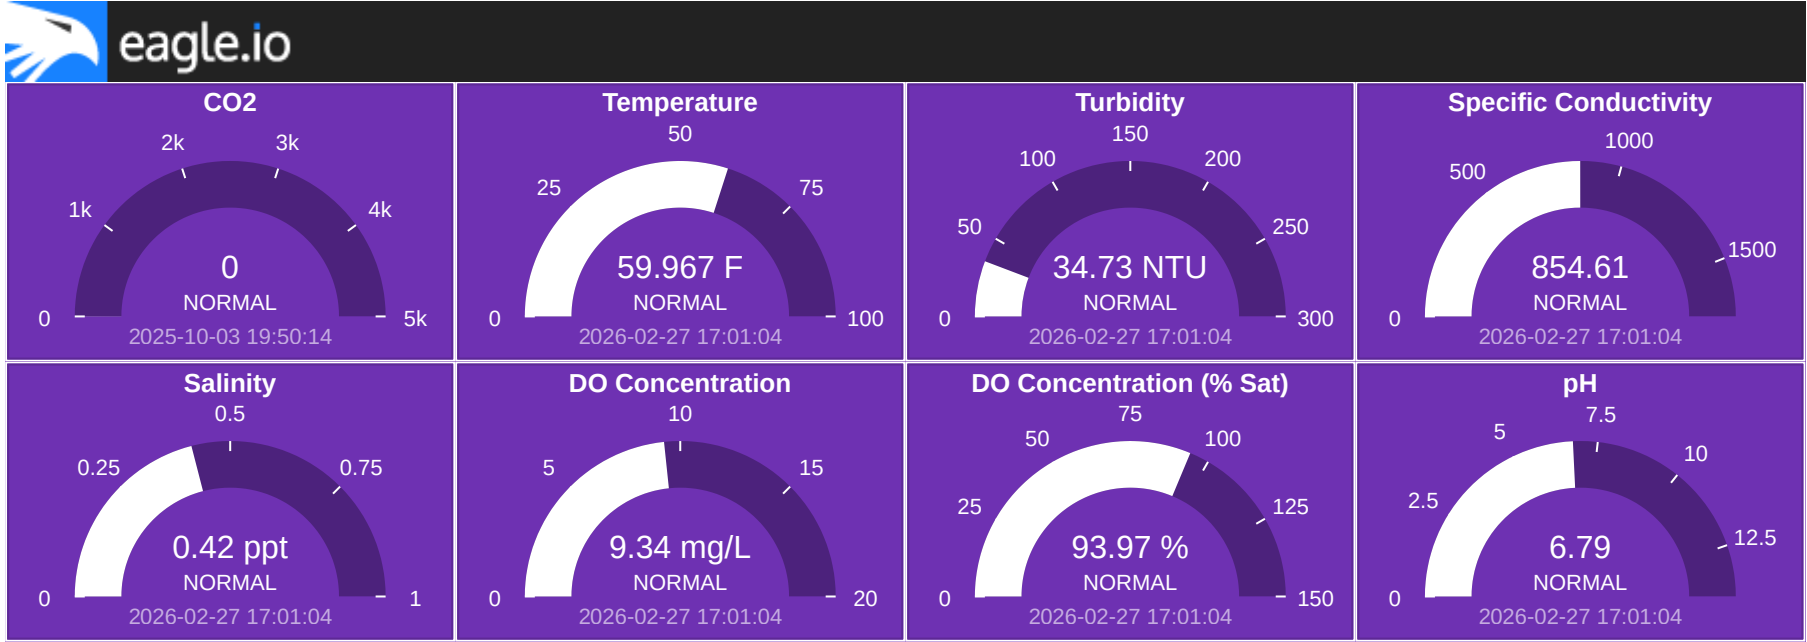 eagle.io
CO2
2k
3k
1k
4k
0
NORMAL
0
5k
2025-10-03 19:50:14
Temperature
50
25
75
59.967 F
NORMAL
0
100
2026-02-27 17:01:04
Turbidity
150
100
200
50
250
34.73 NTU
NORMAL
0
300
2026-02-27 17:01:04
Specific Conductivity
1000
500
1500
854.61
NORMAL
0
2026-02-27 17:01:04
Salinity
0.5
0.25
0.75
0.42 ppt
NORMAL
0
1
2026-02-27 17:01:04
DO Concentration
10
5
15
9.34 mg/L
NORMAL
0
20
2026-02-27 17:01:04
DO Concentration (% Sat)
75
50
100
25
125
93.97 %
NORMAL
0
150
2026-02-27 17:01:04
pH
7.5
5
10
2.5
12.5
6.79
NORMAL
0
2026-02-27 17:01:04